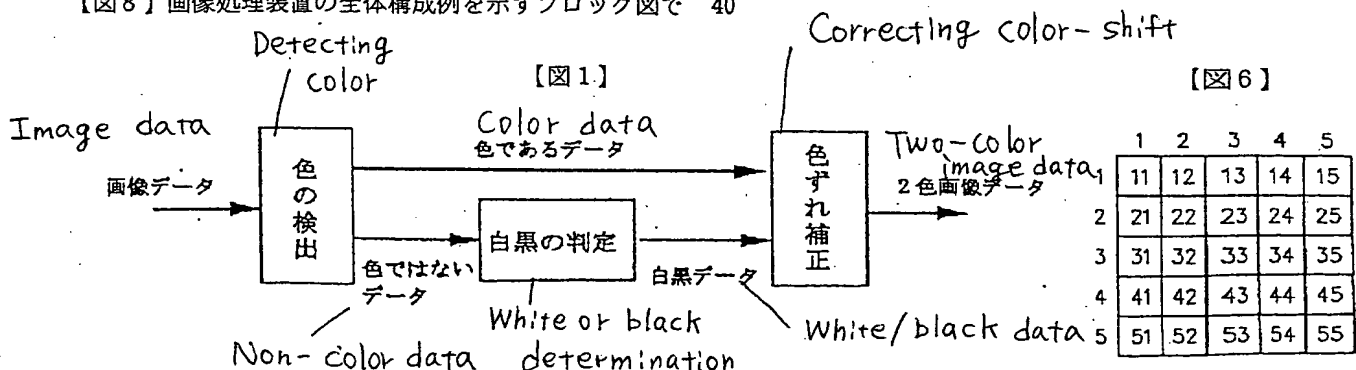 【図8】画像処理装置の全体構成例を示すブロック図で 40
Detecting
color
Correcting color-shift
【図1】
【図6】
Image data
画像データ
色の検出
Color data
色であるデータ
色ではない
データ
Non-color data
白黒の判定
White or black
determination
白黒データ
White/black data
色ずれ補正
Two-color
image data
2色画像データ
1 2 3 4 5
1 11 12 13 14 15
2 21 22 23 24 25
3 31 32 33 34 35
4 41 42 43 44 45
5 51 52 53 54 55